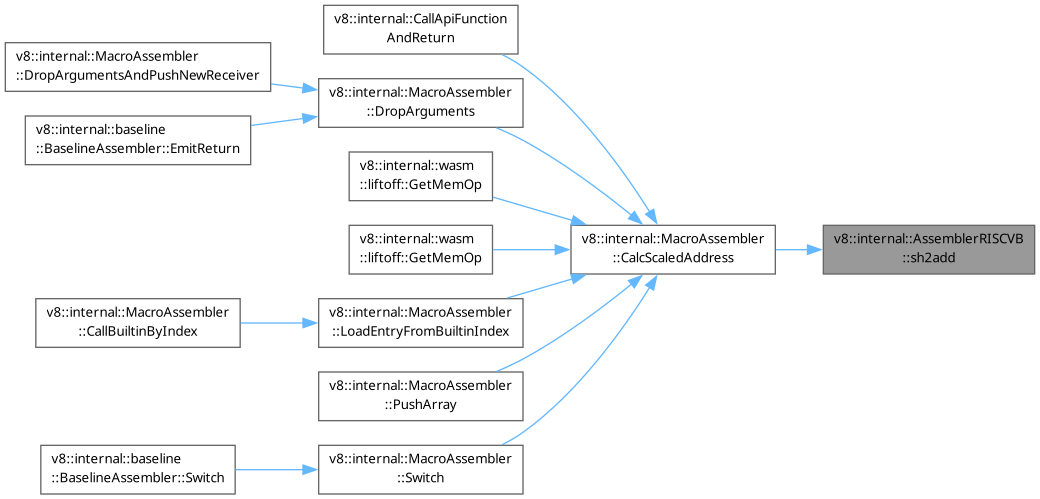 v8::internal::CallApiFunction
AndReturn
v8::internal::MacroAssembler
::DropArgumentsAndPushNewReceiver
v8::internal::MacroAssembler
::DropArguments
v8::internal::baseline
::BaselineAssembler::EmitReturn
v8::internal::wasm
::liftoff::GetMemOp
v8::internal::wasm
::liftoff::GetMemOp
v8::internal::MacroAssembler
::CalcScaledAddress
v8::internal::AssemblerRISCVB
::sh2add
v8::internal::MacroAssembler
::CallBuiltinByIndex
v8::internal::MacroAssembler
::LoadEntryFromBuiltinIndex
v8::internal::MacroAssembler
::PushArray
v8::internal::baseline
::BaselineAssembler::Switch
v8::internal::MacroAssembler
::Switch